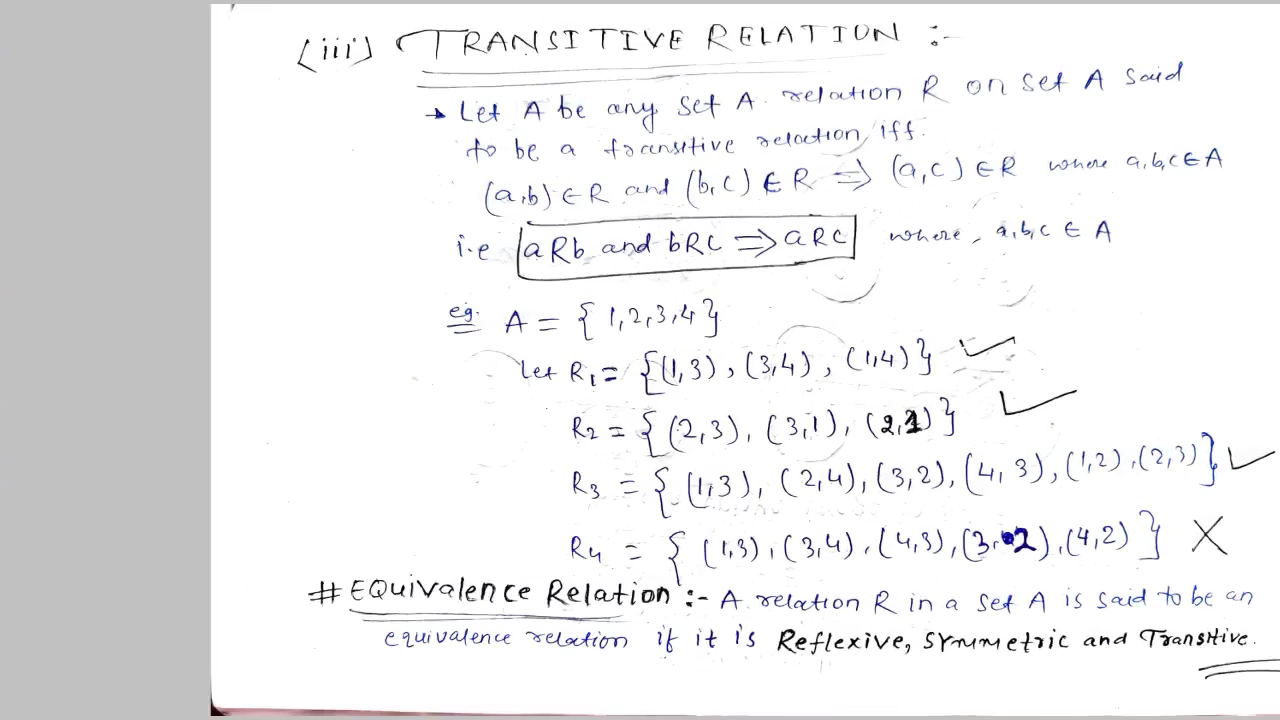 (iii) TRANSITIVE RELATION :-
→ Let A be any set A relation R on set A said
to be a transitive relation iff.
(a,b) ∈ R and (b,c) ∈ R ⇒ (a,c) ∈ R where a,b,c ∈ A
i.e aRb and bRc ⇒ aRc where, a,b,c ∈ A
eg. A = { 1,2,3,4}
Let R₁ = {(1,3), (3,4), (1,4)} ✓
R₂ = { (2,3), (3,1), (2,1)} ✓
R₃ = { (1,3), (2,4), (3,2), (4,3), (1,2), (2,3)} ✓
R₄ = { (1,3), (3,4), (4,3), (3,2), (4,2) } X
# EQUivalence Relation :- A relation R in a set A is said to be an
equivalence relation if it is Reflexive, symmetric and Transitive.